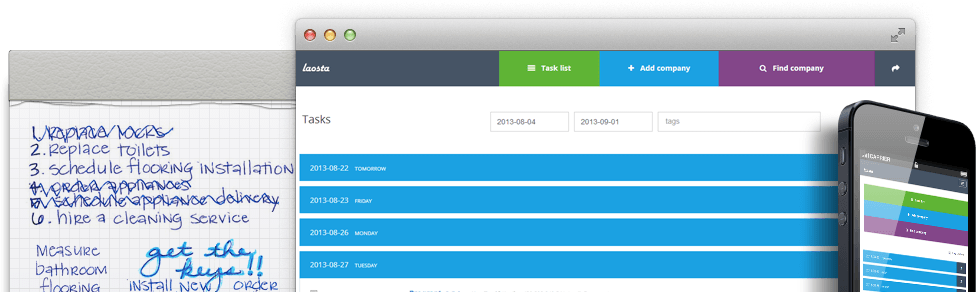 1. REPLACE LOCKS
2. REPLACE TOILETS
3. SCHEDULE FLOORING INSTALLATION
4. ORDER APPLIANCES
5. SCHEDULE APPLIANCE DELIVERY
6. HIRE A CLEANING SERVICE
MEASURE
BATHROOM
FLOORING
get the
keys!!
INSTALL NEW
ORDER
laosta
Task list
Add company
Find company
Tasks
2013-08-04
2013-09-01
tags
2013-08-22 TOMORROW
2013-08-23 FRIDAY
2013-08-26 MONDAY
2013-08-27 TUESDAY
CARRIER